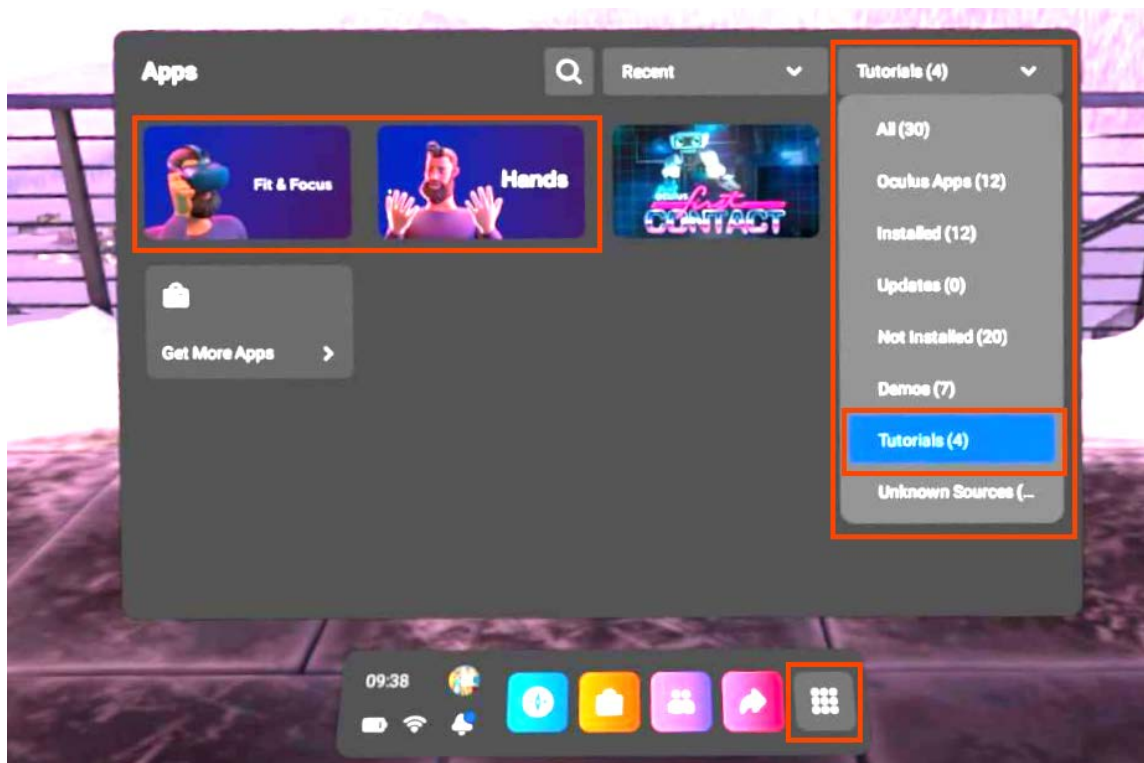 Apps
Recent
Tutorials (4)
Fit & Focus
Hands
first
CONTACT
All (30)
Oculus Apps (12)
Installed (12)
Updates (0)
Not Installed (20)
Demos (7)
Tutorials (4)
Unknown Sources (...
Get More Apps
09:38